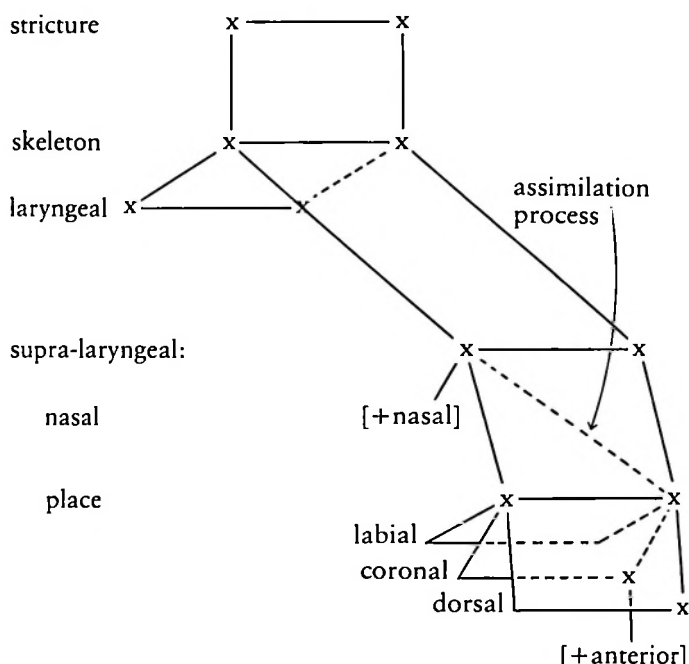 stricture x x
skeleton x x
laryngeal x x
assimilation
process
supra-laryngeal: x x
nasal [+nasal]
place x x
labial
coronal x
dorsal x
[+anterior]